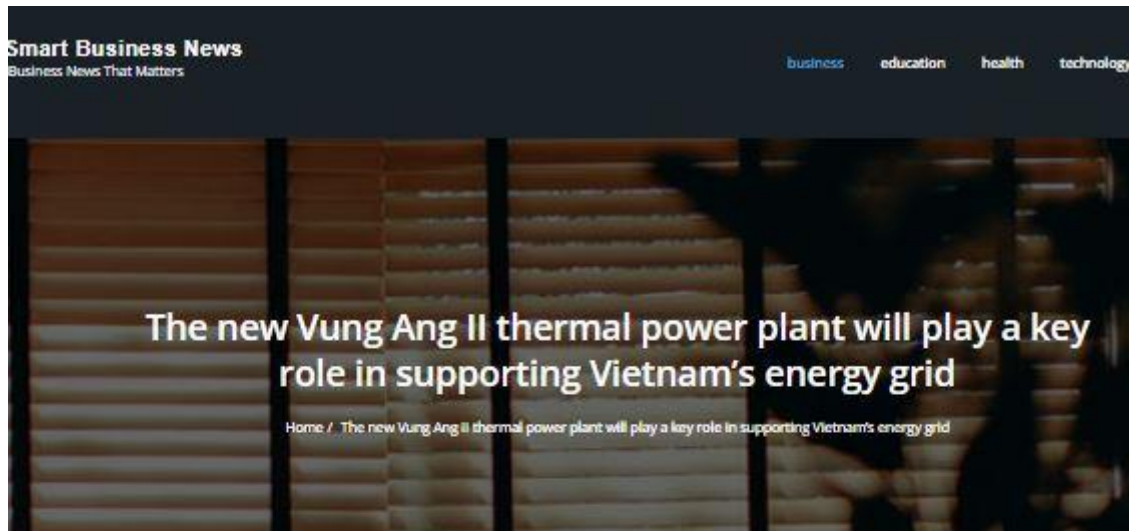 Smart Business News
Business News That Matters
business education health technology
The new Vung Ang II thermal power plant will play a key
role in supporting Vietnam's energy grid
Home / The new Vung Ang II thermal power plant will play a key role in supporting Vietnam's energy grid